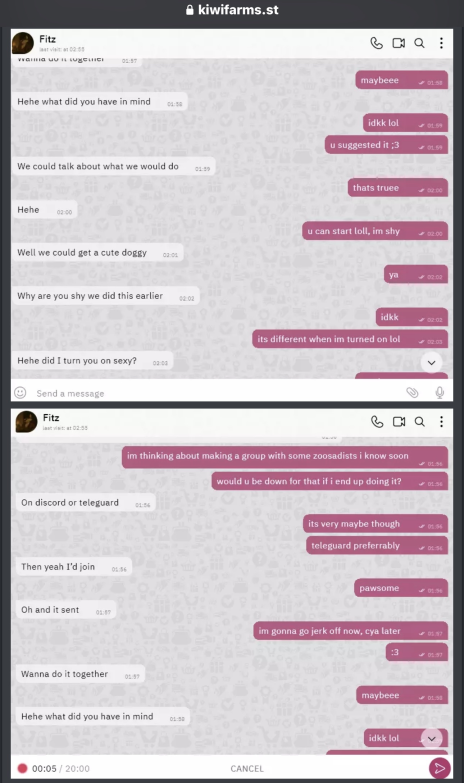 kiwifarms.st
Fitz
last visit: at 02:55
Wanna do it together 01:57
maybeee 01:58
Hehe what did you have in mind 01:58
idkk lol 01:59
u suggested it ;3 01:59
We could talk about what we would do 01:59
thats truee 02:00
Hehe 02:00
u can start loll, im shy 02:00
Well we could get a cute doggy 02:01
ya 02:02
Why are you shy we did this earlier 02:02
idkk 02:02
its different when im turned on lol 02:02
Hehe did I turn you on sexy? 02:02
Send a message
Fitz
last visit: at 02:55
im thinking about making a group with some zoosadists i know soon 01:56
would u be down for that if i end up doing it? 01:56
On discord or teleguard 01:56
its very maybe though 01:56
teleguard preferrably 01:56
Then yeah I'd join 01:56
pawsome 01:56
Oh and it sent 01:57
im gonna go jerk off now, cya later 01:57
:3 01:57
Wanna do it together 01:57
maybeee 01:58
Hehe what did you have in mind 01:58
idkk lol
00:05 / 20:00
CANCEL